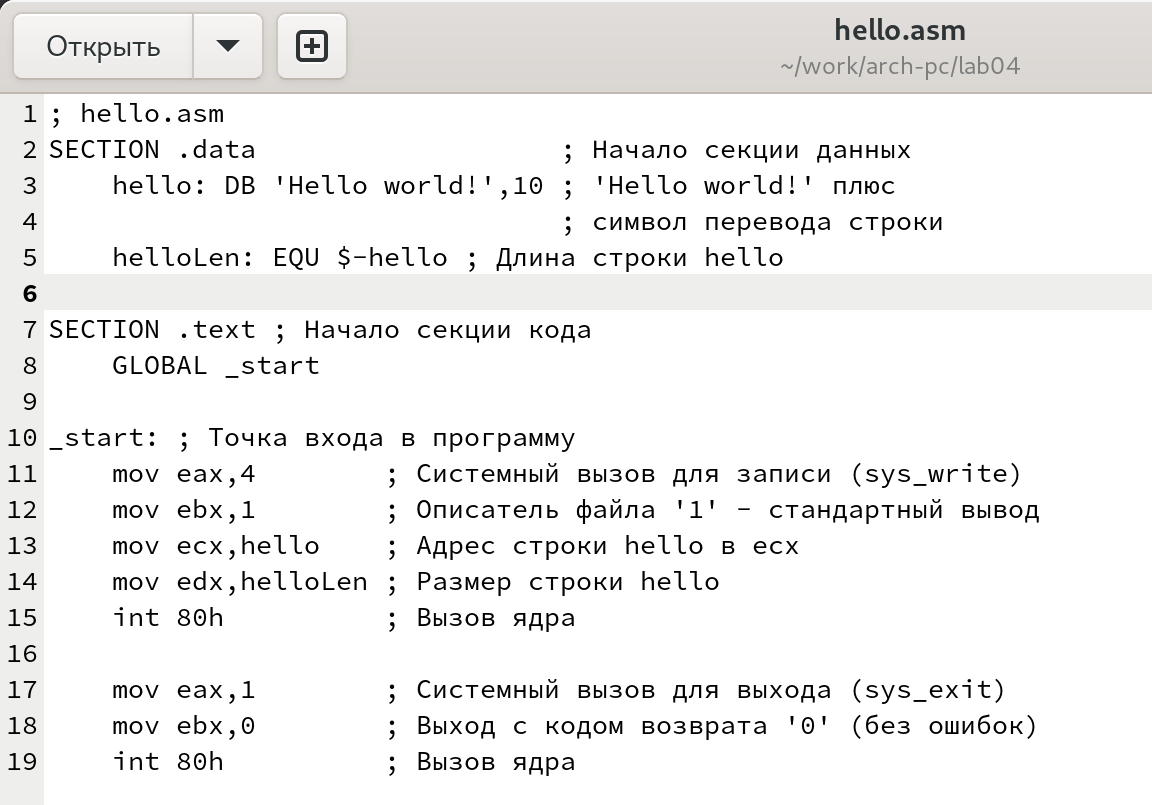 Открыть
hello.asm
~/work/arch-pc/lab04
1 ; hello.asm
2 SECTION .data                   ; Начало секции данных
3     hello: DB 'Hello world!',10 ; 'Hello world!' плюс
4                                 ; символ перевода строки
5     helloLen: EQU $-hello ; Длина строки hello
6
7 SECTION .text ; Начало секции кода
8     GLOBAL _start
9
10 _start: ; Точка входа в программу
11     mov eax,4        ; Системный вызов для записи (sys_write)
12     mov ebx,1        ; Описатель файла '1' - стандартный вывод
13     mov ecx,hello    ; Адрес строки hello в ecx
14     mov edx,helloLen ; Размер строки hello
15     int 80h          ; Вызов ядра
16
17     mov eax,1        ; Системный вызов для выхода (sys_exit)
18     mov ebx,0        ; Выход с кодом возврата '0' (без ошибок)
19     int 80h          ; Вызов ядра